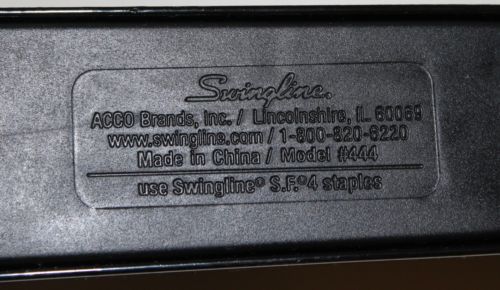 Swingline®
ACCO Brands, Inc. / Lincolnshire, IL 60069
www.swingline.com / 1-800-820-6220
Made in China / Model #444
use Swingline® S.F.®4 staples